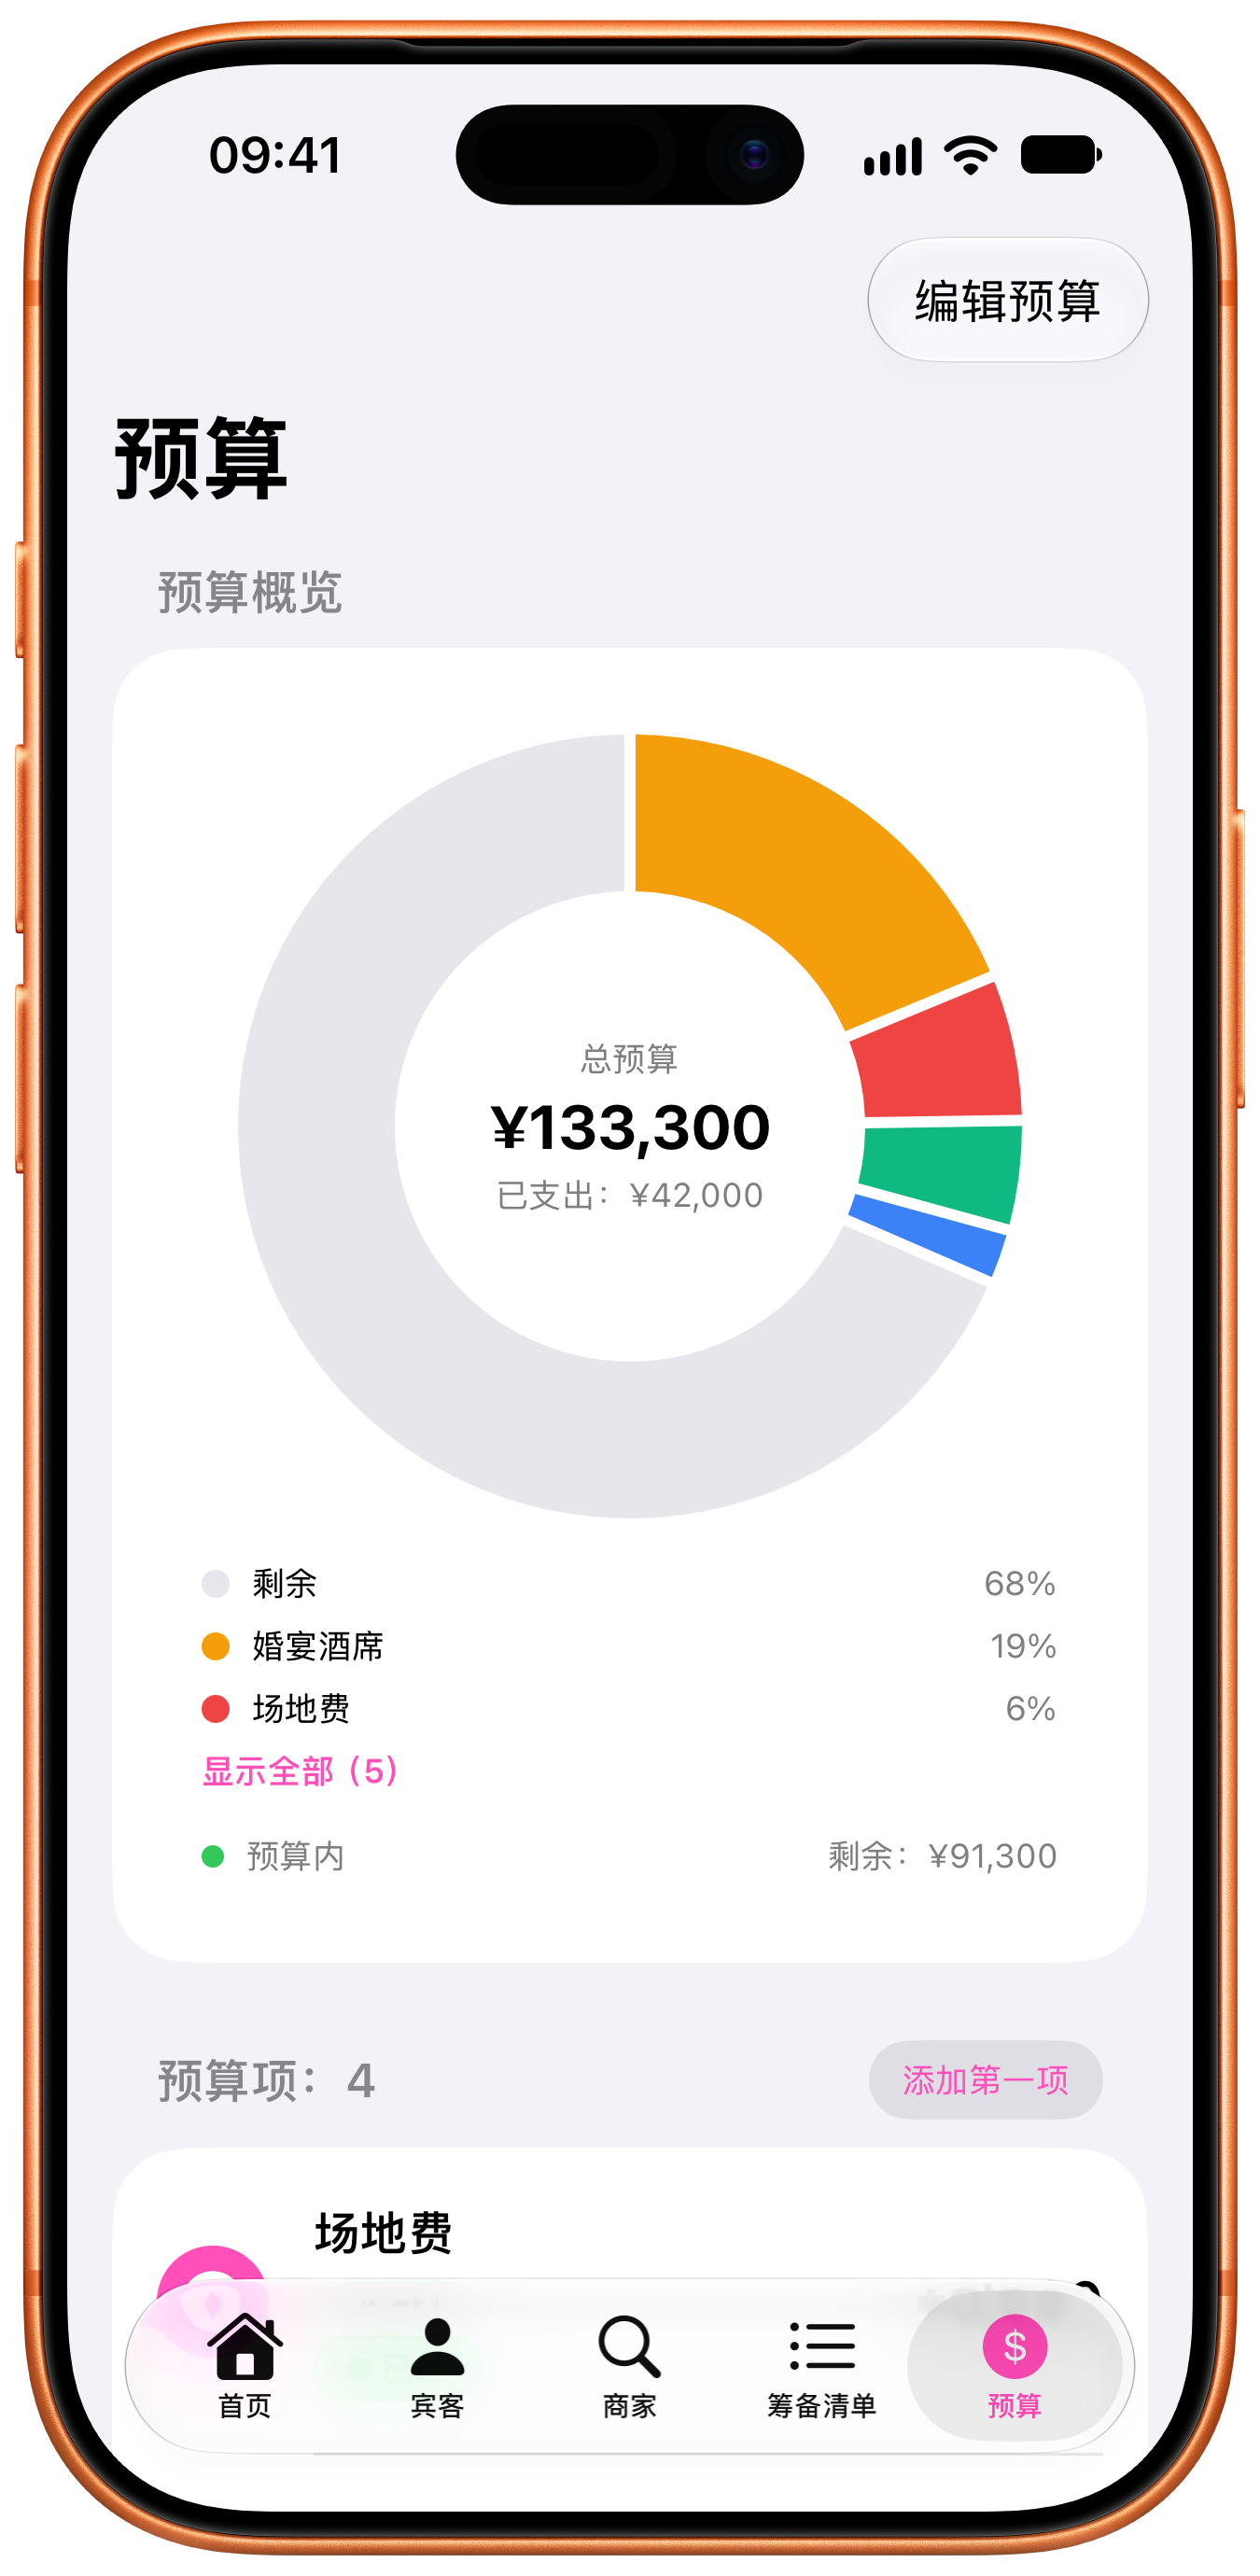 09:41
编辑预算
预算
预算概览
总预算
¥133,300
已支出：¥42,000
剩余 68%
婚宴酒席 19%
场地费 6%
显示全部（5）
预算内 剩余：¥91,300
预算项：4 添加第一项
场地费
首页 宾客 商家 筹备清单 预算